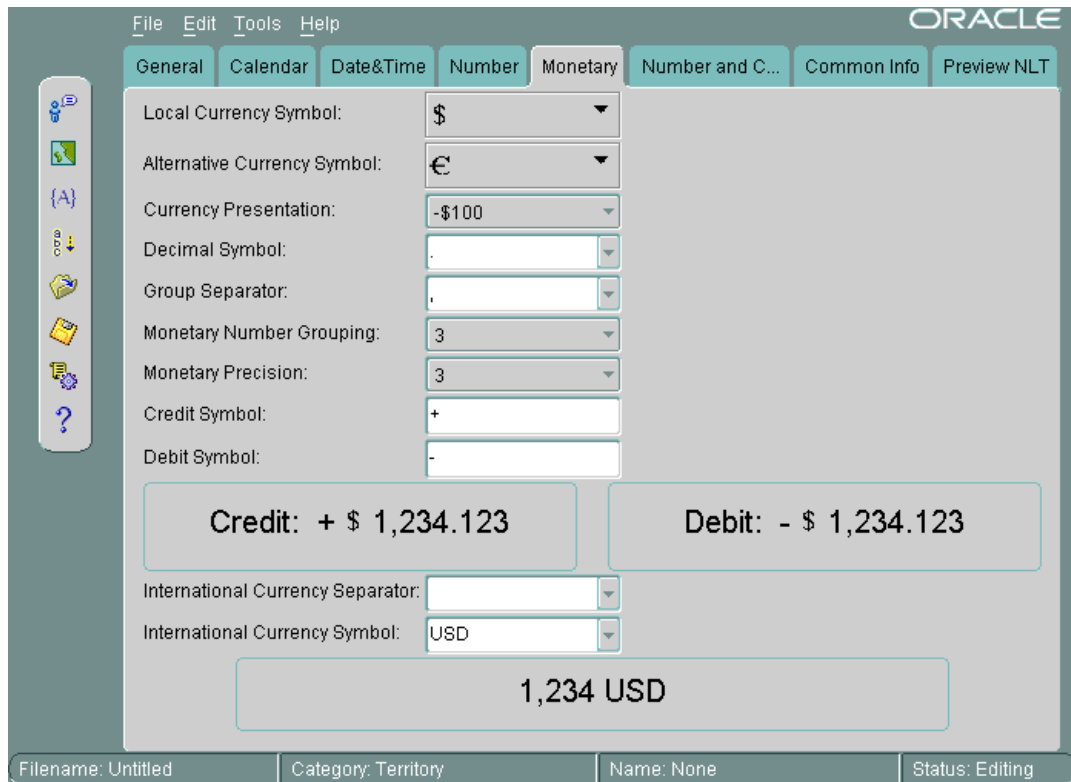 File Edit Tools Help
ORACLE
General Calendar Date&Time Number Monetary Number and C... Common Info Preview NLT
Local Currency Symbol: $
Alternative Currency Symbol: €
Currency Presentation: -$100
Decimal Symbol: .
Group Separator: ,
Monetary Number Grouping: 3
Monetary Precision: 3
Credit Symbol: +
Debit Symbol: -
Credit: + $ 1,234.123
Debit: - $ 1,234.123
International Currency Separator:
International Currency Symbol: USD
1,234 USD
Filename: Untitled Category: Territory Name: None Status: Editing
{A}
a
b
c
?